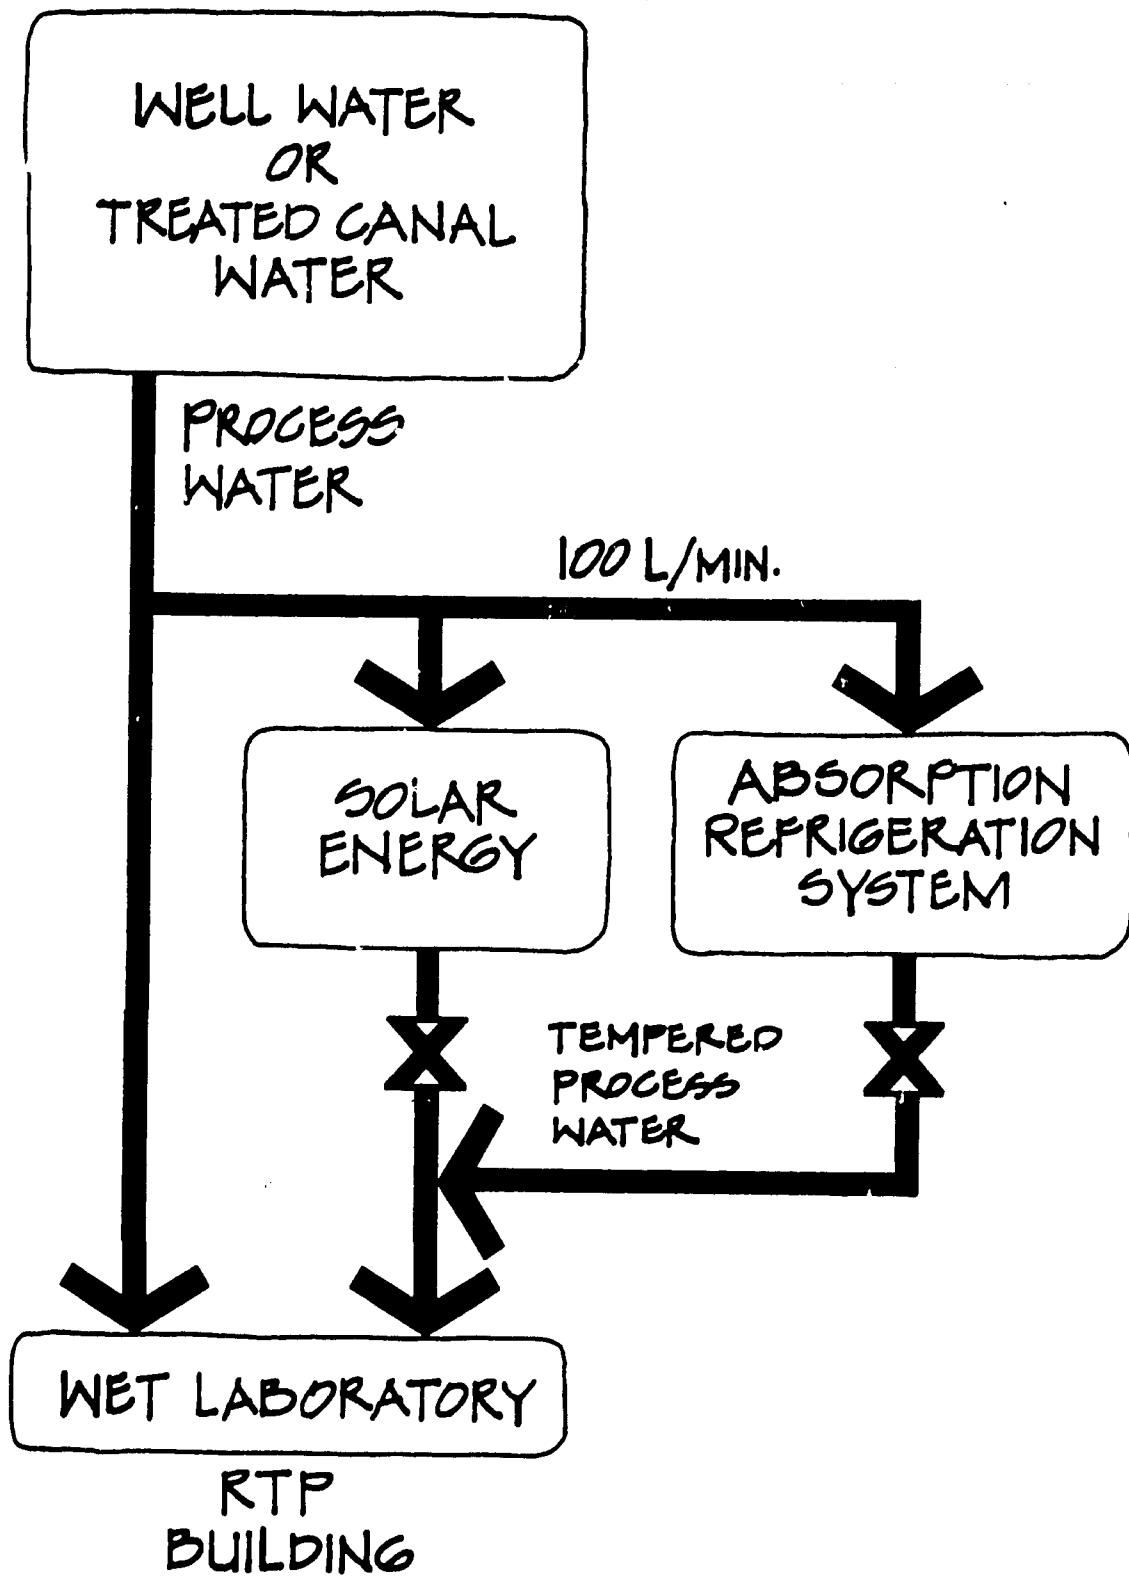 WELL WATER
OR
TREATED CANAL
WATER
PROCESS
WATER
100 L/MIN.
SOLAR
ENERGY
ABSORPTION
REFRIGERATION
SYSTEM
TEMPERED
PROCESS
WATER
WET LABORATORY
RTP
BUILDING